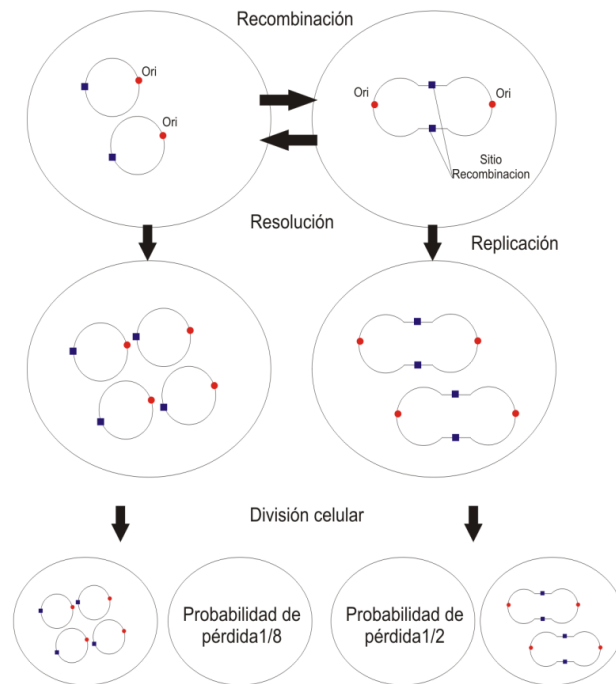 Recombinación
Ori
Ori
Ori
Ori
Sitio
Recombinacion
Resolución
Replicación
División celular
Probabilidad de
pérdida1/8
Probabilidad de
pérdida1/2